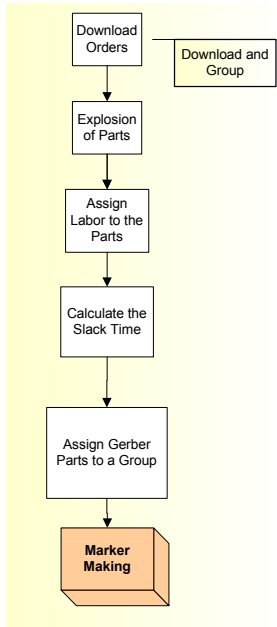 Download
Orders
Download and
Group
Explosion
of Parts
Assign
Labor to the
Parts
Calculate the
Slack Time
Assign Gerber
Parts to a Group
Marker
Making